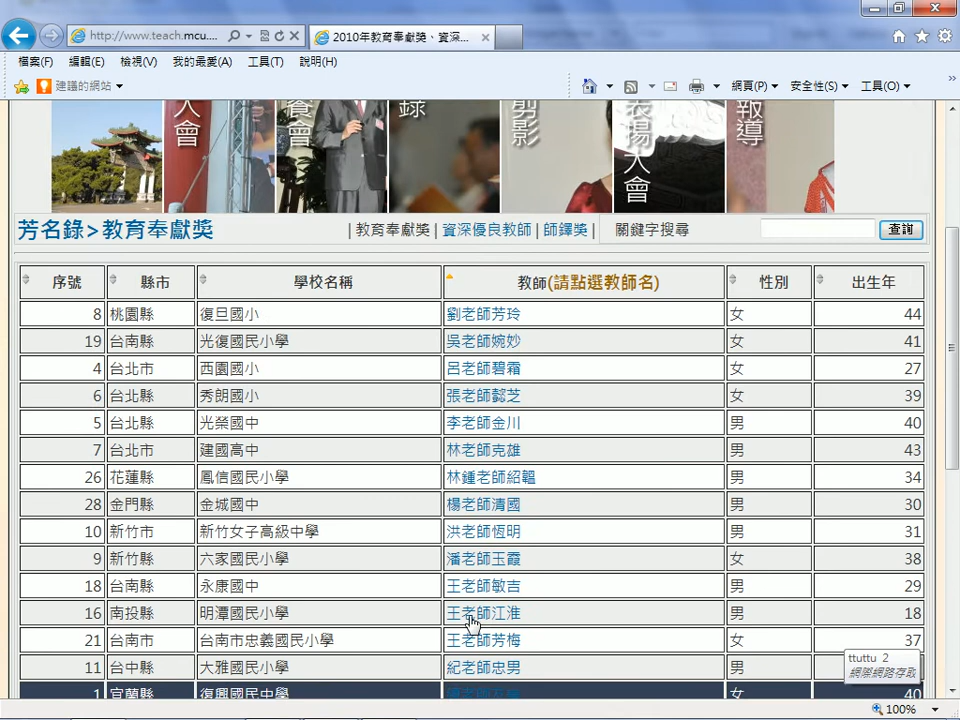 http://www.teach.mcu....
2010年教育奉獻獎、資深...
檔案(F) 編輯(E) 檢視(V) 我的最愛(A) 工具(T) 說明(H)
建議的網站
網頁(P) 安全性(S) 工具(O)
人會
餐會
錄
剪影
表揚大會
報導
芳名錄>教育奉獻獎 | 教育奉獻獎 | 資深優良教師 | 師鐸獎 | 關鍵字搜尋 查詢
序號 縣市 學校名稱 教師(請點選教師名) 性別 出生年
8 桃園縣 復旦國小 劉老師芳玲 女 44
19 台南縣 光復國民小學 吳老師婉妙 女 41
4 台北市 西園國小 呂老師碧霜 女 27
6 台北縣 秀朗國小 張老師懿芝 女 39
5 台北縣 光榮國中 李老師金川 男 40
7 台北市 建國高中 林老師克雄 男 43
26 花蓮縣 鳳信國民小學 林鍾老師紹韞 男 34
28 金門縣 金城國中 楊老師清國 男 30
10 新竹市 新竹女子高級中學 洪老師恆明 男 31
9 新竹縣 六家國民小學 潘老師玉霞 女 38
18 台南縣 永康國中 王老師敏吉 男 29
16 南投縣 明潭國民小學 王老師江淮 男 18
21 台南市 台南市忠義國民小學 王老師芳梅 女 37
11 台中縣 大雅國民小學 紀老師忠男 男
1 宜蘭縣 復興國民中學 女 40
ttuttu 2
網際網路存取
100%